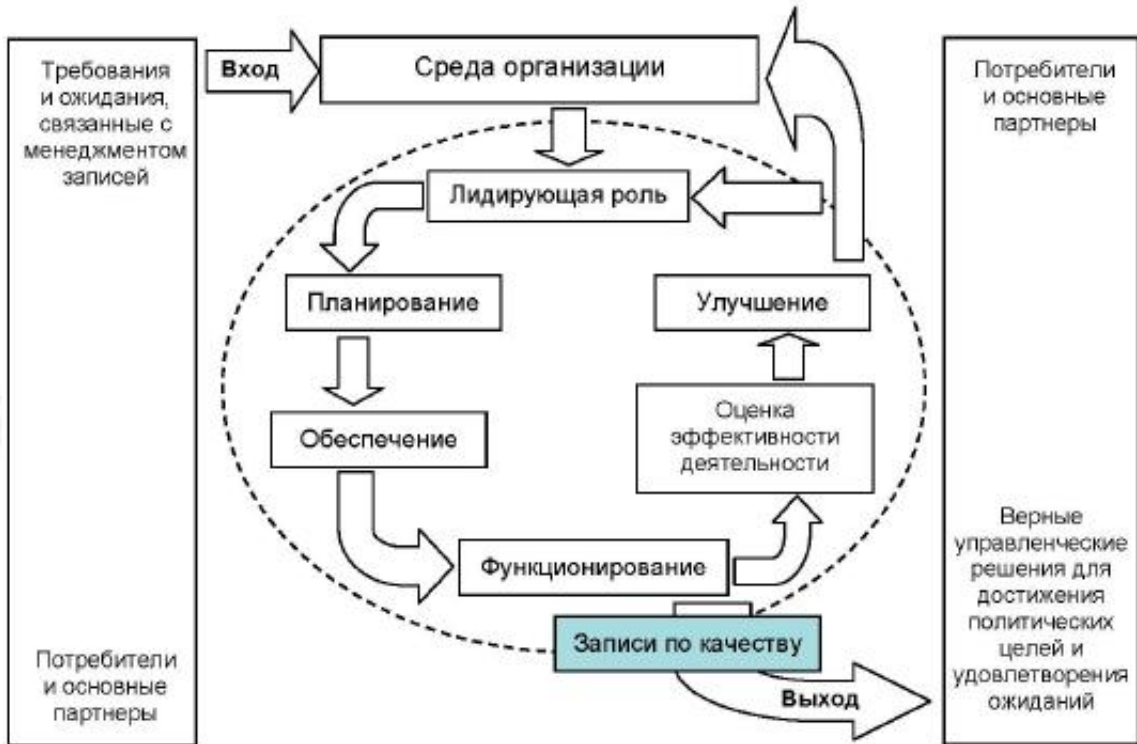 Требования
и ожидания,
связанные с
менеджментом
записей
Потребители
и основные
партнеры
Вход
Среда организации
Лидирующая роль
Планирование
Обеспечение
Функционирование
Оценка
эффективности
деятельности
Улучшение
Записи по качеству
Выход
Потребители
и основные
партнеры
Верные
управленческие
решения для
достижения
политических
целей и
удовлетворения
ожиданий